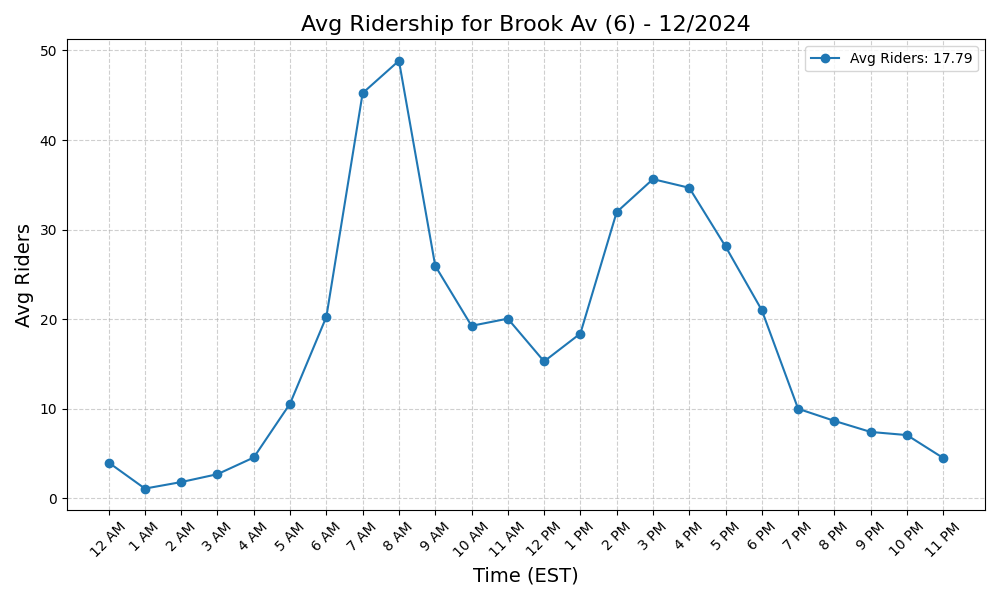 Avg Ridership for Brook Av (6) - 12/2024
Avg Riders: 17.79
Avg Riders
50
40
30
20
10
0
12 AM
1 AM
2 AM
3 AM
4 AM
5 AM
6 AM
7 AM
8 AM
9 AM
10 AM
11 AM
12 PM
1 PM
2 PM
3 PM
4 PM
5 PM
6 PM
7 PM
8 PM
9 PM
10 PM
11 PM
Time (EST)